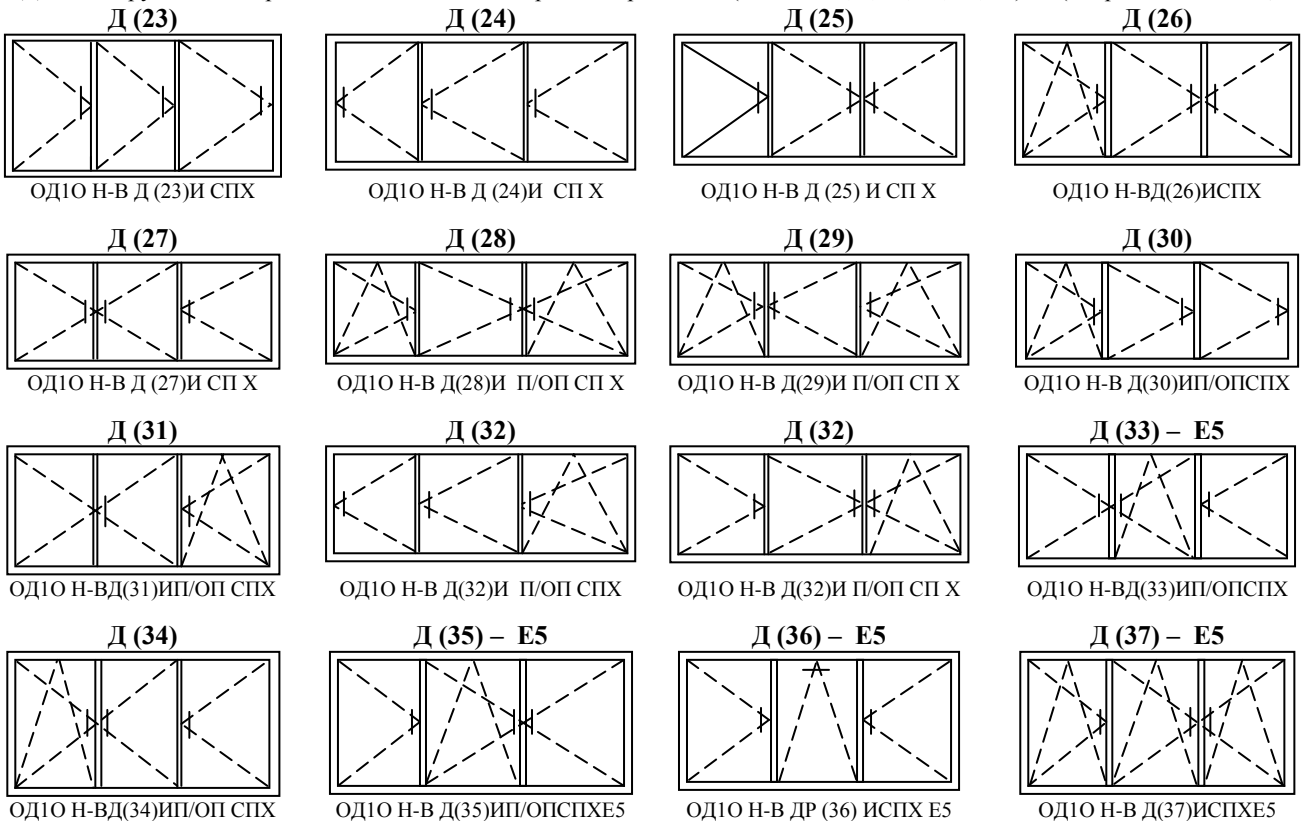 Д (23) Д (24) Д (25) Д (26)
ОД1О Н-В Д (23)И СПХ ОД1О Н-В Д (24)И СП Х ОД1О Н-В Д (25) И СП Х ОД1О Н-ВД(26)ИСПХ
Д (27) Д (28) Д (29) Д (30)
ОД1О Н-В Д (27)И СП Х ОД1О Н-В Д(28)И П/ОП СП Х ОД1О Н-В Д(29)И П/ОП СП Х ОД1О Н-В Д(30)ИП/ОПСПХ
Д (31) Д (32) Д (32) Д (33) – Е5
ОД1О Н-ВД(31)ИП/ОП СПХ ОД1О Н-В Д(32)И П/ОП СПХ ОД1О Н-В Д(32)И П/ОП СП Х ОД1О Н-ВД(33)ИП/ОПСПХ
Д (34) Д (35) – Е5 Д (36) – Е5 Д (37) – Е5
ОД1О Н-ВД(34)ИП/ОП СПХ ОД1О Н-В Д(35)ИП/ОПСПХЕ5 ОД1О Н-В ДР (36) ИСПХ Е5 ОД1О Н-В Д(37)ИСПХЕ5